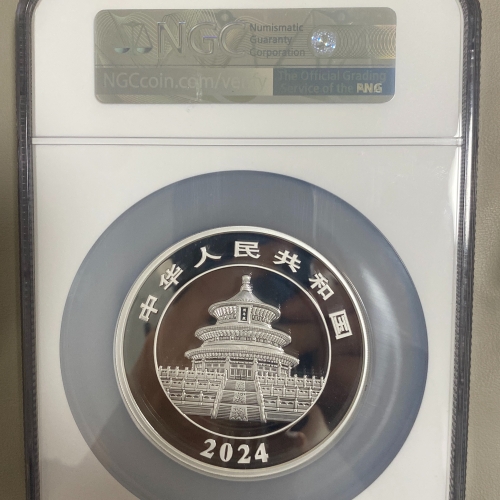 NGC
Numismatic
Guaranty
Corporation
NGCcoin.com/verify
The Official Grading
Service of the PNG
中华人民共和国
2024